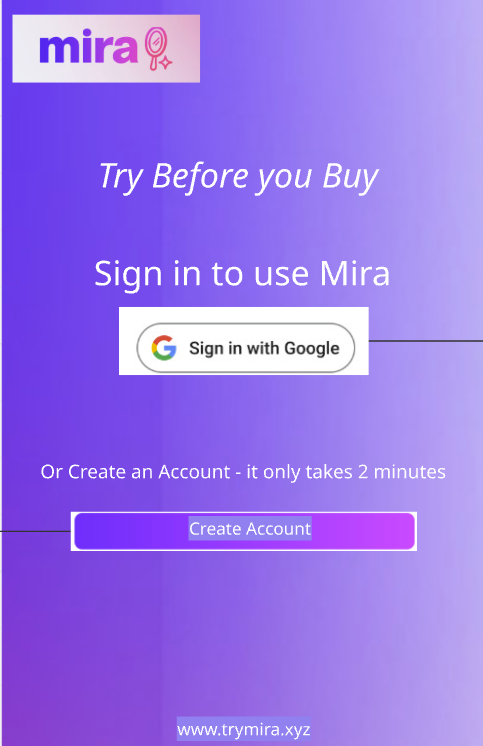 mira
Try Before you Buy
Sign in to use Mira
Sign in with Google
Or Create an Account - it only takes 2 minutes
Create Account
www.trymira.xyz